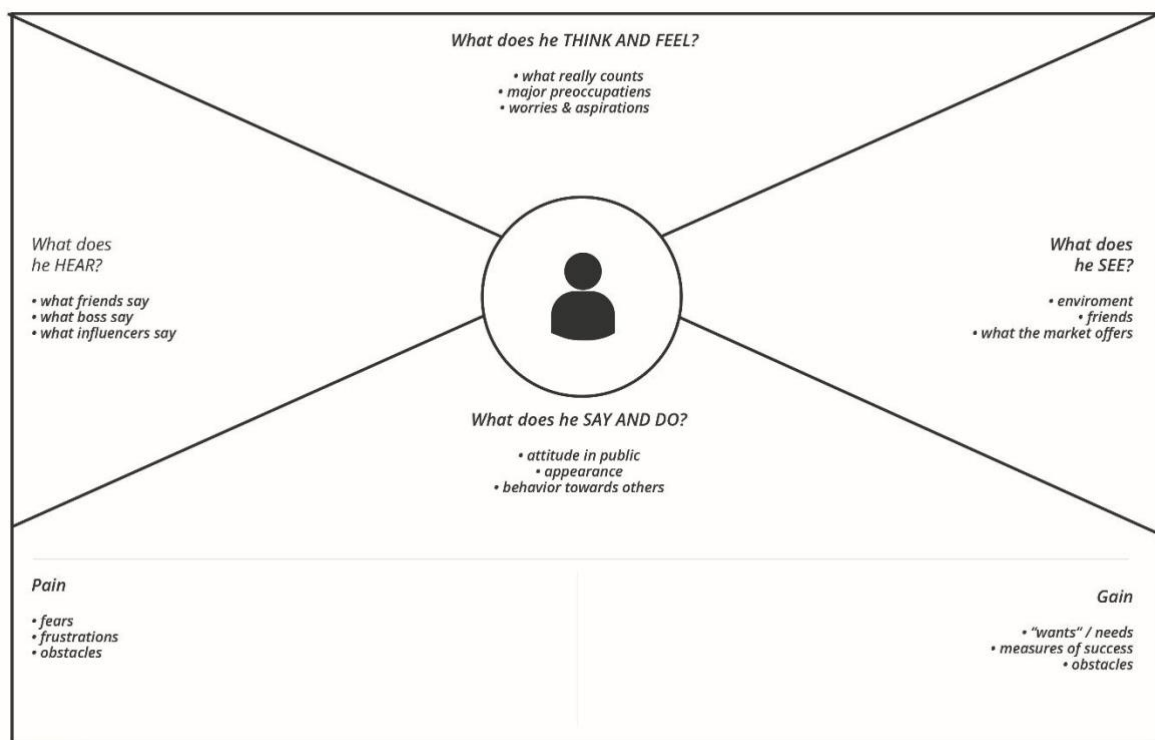 What does he THINK AND FEEL?
• what really counts
• major preoccupatiens
• worries & aspirations
What does
he HEAR?
• what friends say
• what boss say
• what influencers say
What does
he SEE?
• enviroment
• friends
• what the market offers
What does he SAY AND DO?
• attitude in public
• appearance
• behavior towards others
Pain
• fears
• frustrations
• obstacles
Gain
• “wants“ / needs
• measures of success
• obstacles